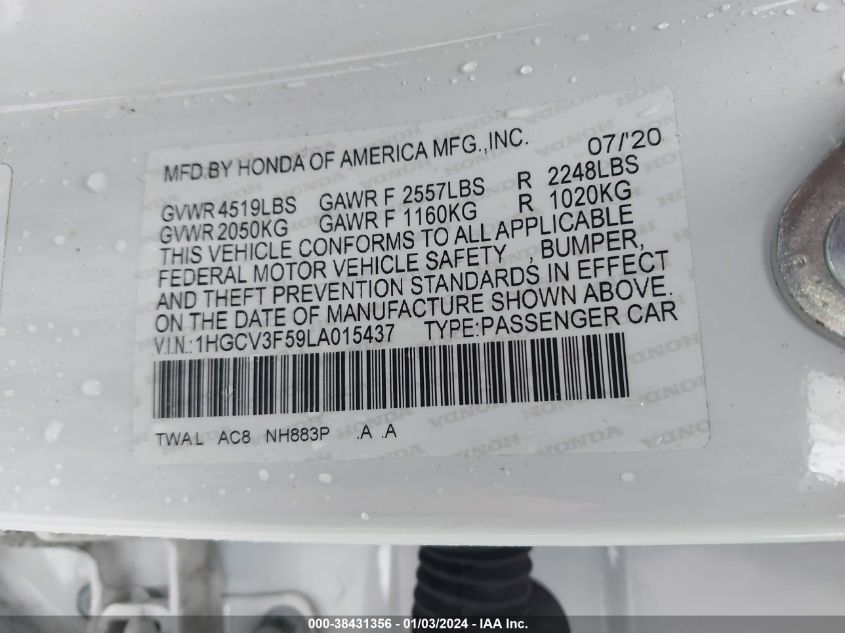 MFD.BY HONDA OF AMERICA MFG.,INC. 07/'20
GVWR 4519LBS GAWR F 2557LBS R 2248LBS
GVWR 2050KG GAWR F 1160KG R 1020KG
THIS VEHICLE CONFORMS TO ALL APPLICABLE
FEDERAL MOTOR VEHICLE SAFETY , BUMPER,
AND THEFT PREVENTION STANDARDS IN EFFECT
ON THE DATE OF MANUFACTURE SHOWN ABOVE.
V.I.N.:1HGCV3F59LA015437 TYPE:PASSENGER CAR
TWAL AC8 NH883P .A .A
000-38431356 - 01/03/2024 - IAA Inc.